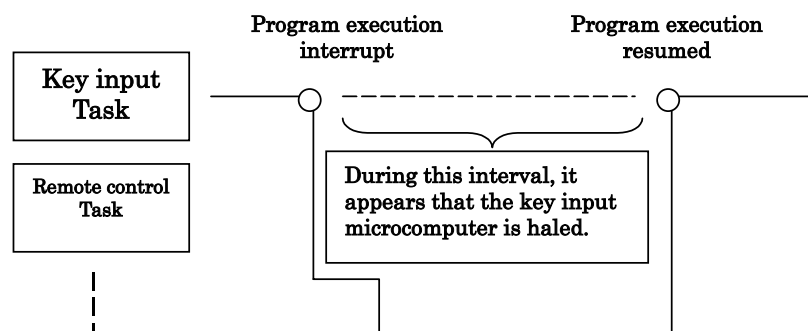 Program execution
interrupt
Program execution
resumed
Key input
Task
Remote control
Task
During this interval, it
appears that the key input
microcomputer is haled.